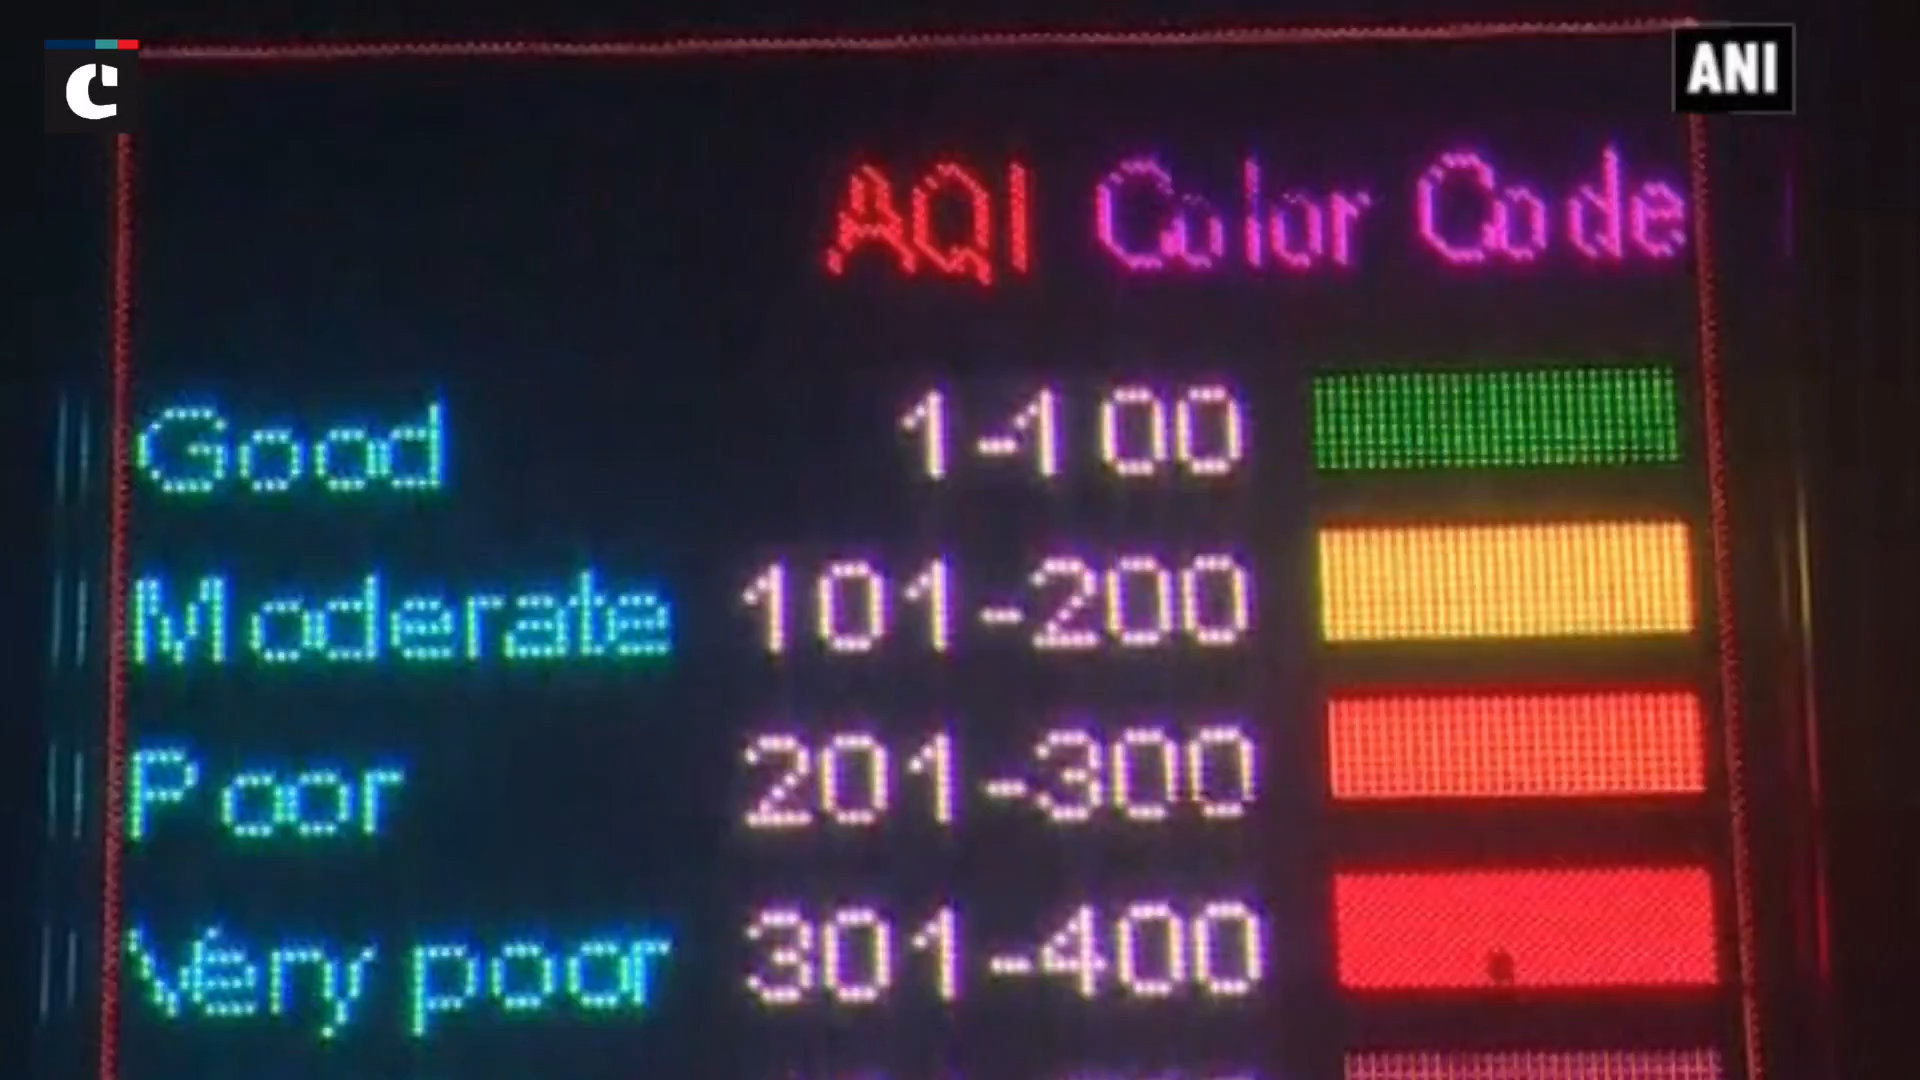 C
ANI
AQI Color Code
Good 1-100
Moderate 101-200
Poor 201-300
Very poor 301-400